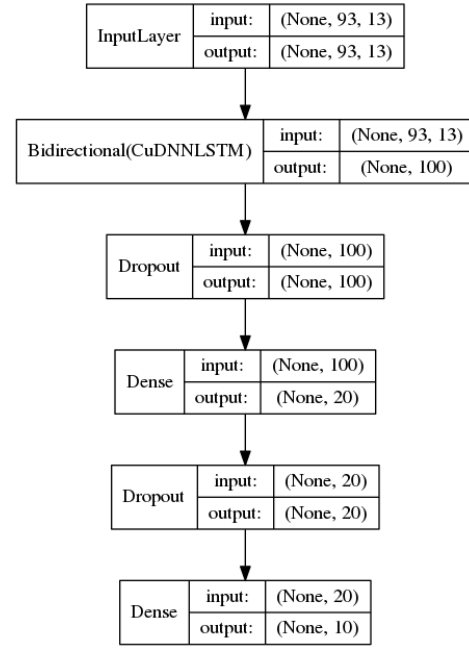 InputLayer
input: (None, 93, 13)
output: (None, 93, 13)
Bidirectional(CuDNNLSTM)
input: (None, 93, 13)
output: (None, 100)
Dropout
input: (None, 100)
output: (None, 100)
Dense
input: (None, 100)
output: (None, 20)
Dropout
input: (None, 20)
output: (None, 20)
Dense
input: (None, 20)
output: (None, 10)